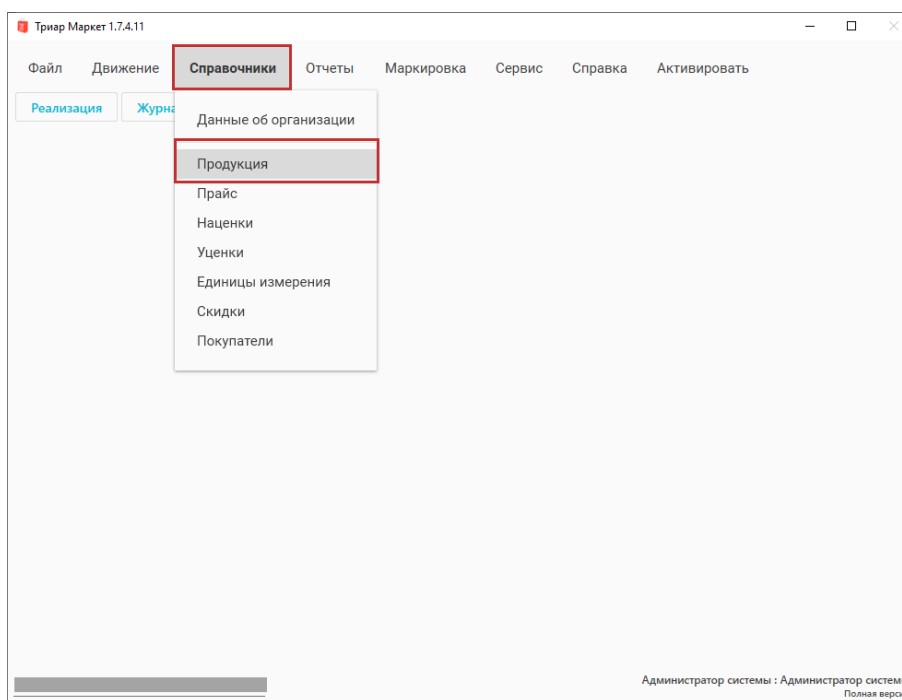 Триар Маркет 1.7.4.11
Файл Движение Справочники Отчеты Маркировка Сервис Справка Активировать
Реализация Журна
Данные об организации
Продукция
Прайс
Наценки
Уценки
Единицы измерения
Скидки
Покупатели
Администратор системы : Администратор систем
Полная верси